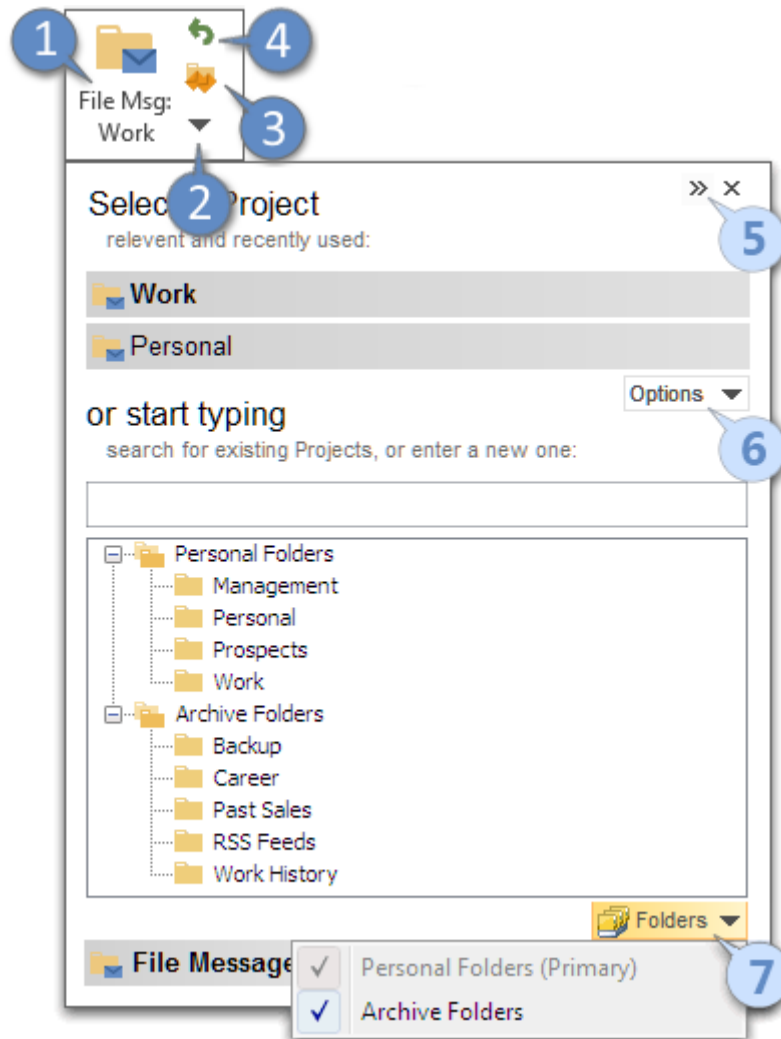 1
4
File Msg:
Work
3
2
Selec Project
relevent and recently used:
5
Work
Personal
Options
or start typing
6
search for existing Projects, or enter a new one:
Personal Folders
Management
Personal
Prospects
Work
Archive Folders
Backup
Career
Past Sales
RSS Feeds
Work History
Folders
File Message
7
Personal Folders (Primary)
Archive Folders